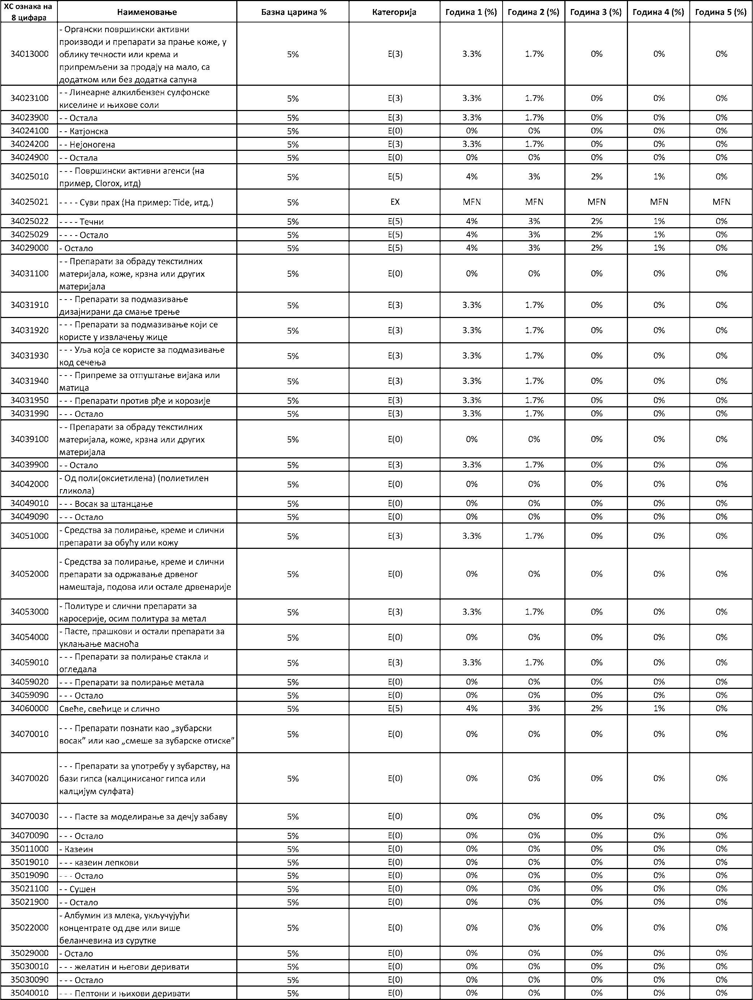 ХС ознака на 8 цифара Наименовање Базна царина % Категорија Година 1 (%) Година 2 (%) Година 3 (%) Година 4 (%) Година 5 (%)
- Органски површински активни
производи и препарати за прање коже, у
34013000 облику течности или крема и 5% E(3) 3.3% 1.7% 0% 0% 0%
припремљени за продају на мало, са
додатком или без додатка сапуна
34023100 - - Линеарне алкилбензен сулфонске 5% E(3) 3.3% 1.7% 0% 0% 0%
киселине и њихове соли
34023900 - - Остала 5% E(3) 3.3% 1.7% 0% 0% 0%
34024100 - - Катјонска 5% E(0) 0% 0% 0% 0% 0%
34024200 - - Нејоногена 5% E(3) 3.3% 1.7% 0% 0% 0%
34024900 - - Остала 5% E(0) 0% 0% 0% 0% 0%
34025010 - - - Површински активни агенси (на 5% E(5) 4% 3% 2% 1% 0%
пример, Clorox, итд)
34025021 - - - - Суви прах (На пример: Tide, итд.) 5% EX MFN MFN MFN MFN MFN
34025022 - - - - Течни 5% E(5) 4% 3% 2% 1% 0%
34025029 - - - - Остало 5% E(5) 4% 3% 2% 1% 0%
34029000 - Остало 5% E(5) 4% 3% 2% 1% 0%
- - Препарати за обраду текстилних
34031100 материјала, коже, крзна или других 5% E(0) 0% 0% 0% 0% 0%
материјала
34031910 - - - Препарати за подмазивање 5% E(3) 3.3% 1.7% 0% 0% 0%
дизајнирани да смање трење
34031920 - - - Препарати за подмазивање који се 5% E(3) 3.3% 1.7% 0% 0% 0%
користе у извлачењу жице
34031930 - - - Уља која се користе за подмазивање 5% E(3) 3.3% 1.7% 0% 0% 0%
код сечења
34031940 - - - Припреме за отпуштање вијака или 5% E(3) 3.3% 1.7% 0% 0% 0%
матица
34031950 - - - Препарати против рђе и корозије 5% E(3) 3.3% 1.7% 0% 0% 0%
34031990 - - - Остало 5% E(3) 3.3% 1.7% 0% 0% 0%
- - Препарати за обраду текстилних
34039100 материјала, коже, крзна или других 5% E(0) 0% 0% 0% 0% 0%
материјала
34039900 - - Остало 5% E(3) 3.3% 1.7% 0% 0% 0%
34042000 - Од поли(оксиетилена) (полиетилен 5% E(0) 0% 0% 0% 0% 0%
гликола)
34049010 - - - Восак за штанцање 5% E(0) 0% 0% 0% 0% 0%
34049090 - - - Остало 5% E(0) 0% 0% 0% 0% 0%
34051000 - Средства за полирање, креме и слични 5% E(3) 3.3% 1.7% 0% 0% 0%
препарати за обућу или кожу
- Средства за полирање, креме и слични
34052000 препарати за одржавање дрвеног 5% E(0) 0% 0% 0% 0% 0%
намештаја, подова или остале дрвенарије
34053000 - Политуре и слични препарати за 5% E(3) 3.3% 1.7% 0% 0% 0%
каросерије, осим политура за метал
34054000 - Пасте, прашкови и остали препарати за 5% E(0) 0% 0% 0% 0% 0%
уклањање масноћа
34059010 - - - Препарати за полирање стакла и 5% E(3) 3.3% 1.7% 0% 0% 0%
огледала
34059020 - - - Препарати за полирање метала 5% E(0) 0% 0% 0% 0% 0%
34059090 - - - Остало 5% E(0) 0% 0% 0% 0% 0%
34060000 Свеће, свећице и слично 5% E(5) 4% 3% 2% 1% 0%
34070010 - - - Препарати познати као „зубарски 5% E(0) 0% 0% 0% 0% 0%
восак” или као „смеше за зубарске отиске”
- - - Препарати за употребу у зубарству, на
34070020 бази гипса (калцинисаног гипса или 5% E(0) 0% 0% 0% 0% 0%
калцијум сулфата)
34070030 - - - Пасте за моделирање за дечју забаву 5% E(0) 0% 0% 0% 0% 0%
34070090 - - - Остало 5% E(0) 0% 0% 0% 0% 0%
35011000 - Казеин 5% E(0) 0% 0% 0% 0% 0%
35019010 - - - казеин лепкови 5% E(0) 0% 0% 0% 0% 0%
35019090 - - - Остало 5% E(0) 0% 0% 0% 0% 0%
35021100 - - Сушен 5% E(0) 0% 0% 0% 0% 0%
35021900 - - Остало 5% E(0) 0% 0% 0% 0% 0%
- Албумин из млека, укључујући
35022000 концентрате од две или више 5% E(0) 0% 0% 0% 0% 0%
беланчевина из сурутке
35029000 - Остало 5% E(0) 0% 0% 0% 0% 0%
35030010 - - - желатин и његови деривати 5% E(0) 0% 0% 0% 0% 0%
35030090 - - - Остало 5% E(0) 0% 0% 0% 0% 0%
35040010 - - - Пептони и њихови деривати 5% E(0) 0% 0% 0% 0% 0%